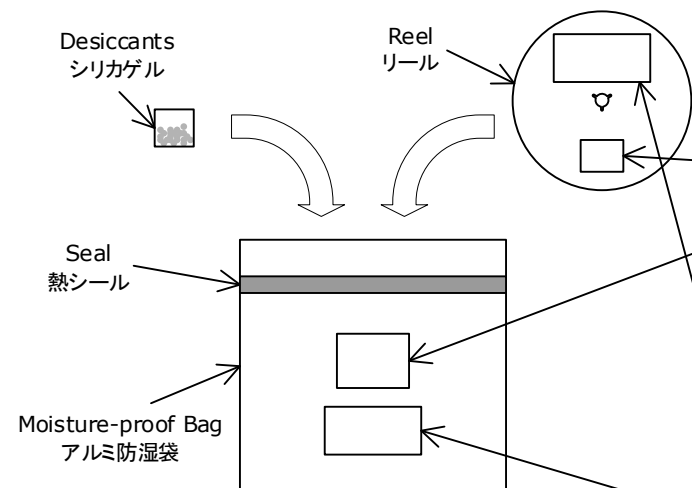 Desiccants
シリカゲル
Reel
リール
Seal
熱シール
Moisture-proof Bag
アルミ防湿袋